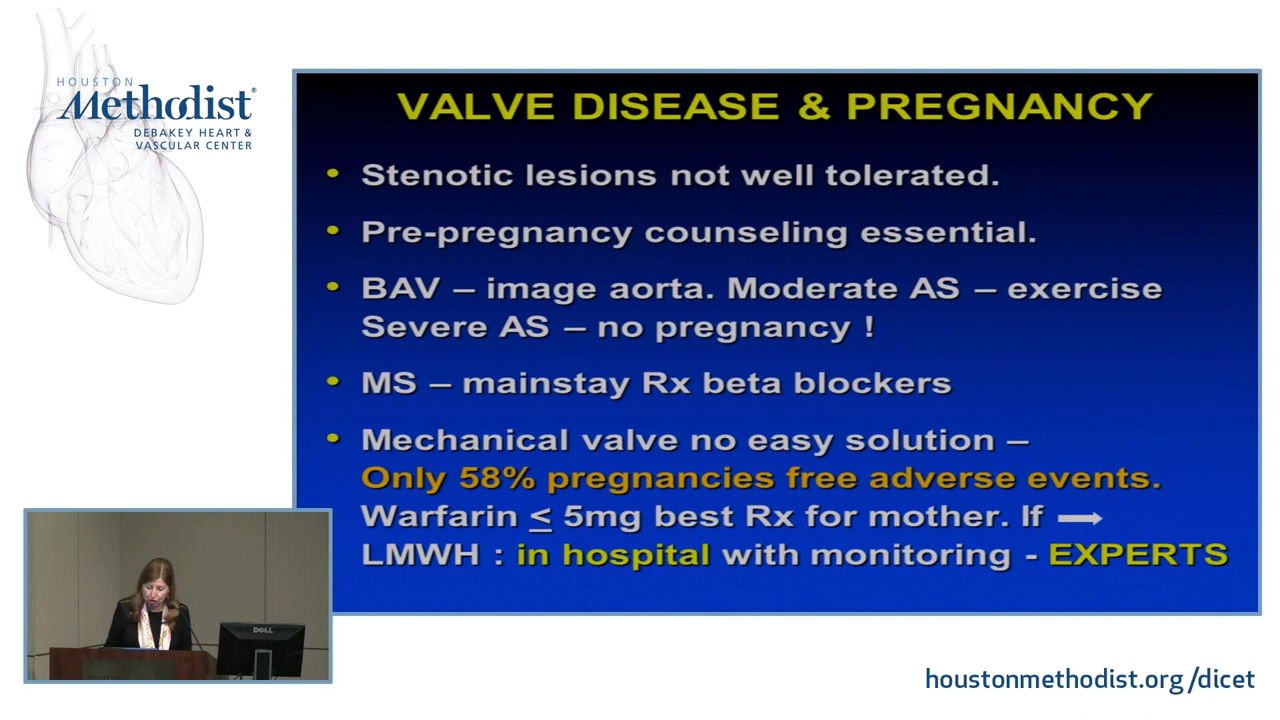 HOUSTON
Methodist®
DEBAKEY HEART &
VASCULAR CENTER
VALVE DISEASE & PREGNANCY
• Stenotic lesions not well tolerated.
• Pre-pregnancy counseling essential.
• BAV – image aorta. Moderate AS – exercise
Severe AS – no pregnancy !
• MS – mainstay Rx beta blockers
• Mechanical valve no easy solution –
Only 58% pregnancies free adverse events.
Warfarin ≤ 5mg best Rx for mother. If →
LMWH : in hospital with monitoring - EXPERTS
DELL
houstonmethodist.org/dicet